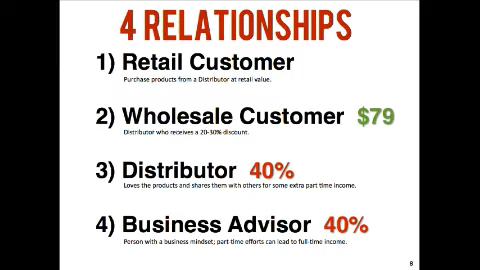 4 RELATIONSHIPS
1) Retail Customer
Purchase products from a Distributor at retail value.
2) Wholesale Customer $79
Distributor who receives a 20-30% discount.
3) Distributor 40%
Loves the products and shares them with others for some extra part time income.
4) Business Advisor 40%
Person with a business mindset; part-time efforts can lead to full-time income.
8